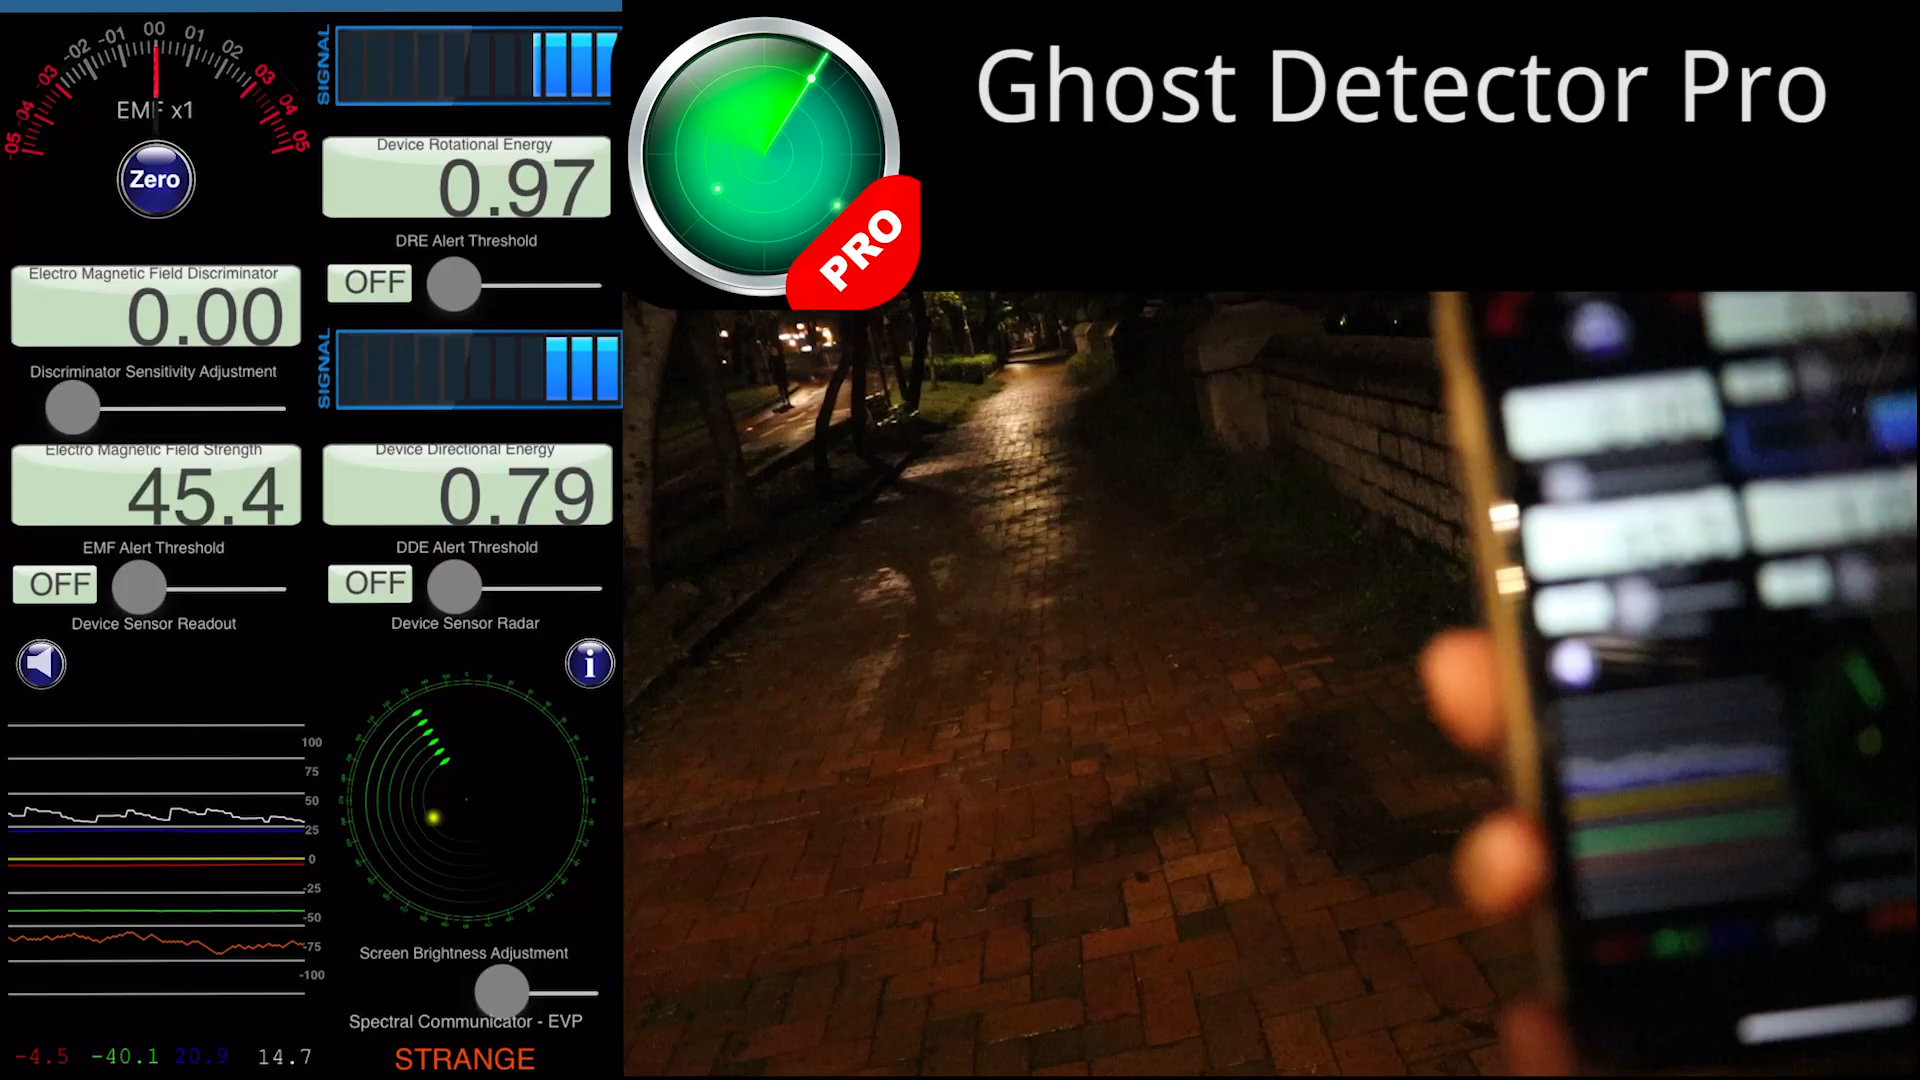 -05 -04 -03 -02 -01 00 01 02 03 04 05
EMF x1
Zero
Electro Magnetic Field Discriminator
0.00
Discriminator Sensitivity Adjustment
Electro Magnetic Field Strength
45.4
EMF Alert Threshold
OFF
Device Sensor Readout
100
75
50
25
0
-25
-50
-75
-100
-4.5 -40.1 20.9 14.7
SIGNAL
Device Rotational Energy
0.97
DRE Alert Threshold
OFF
SIGNAL
Device Directional Energy
0.79
DDE Alert Threshold
OFF
Device Sensor Radar
i
Screen Brightness Adjustment
Spectral Communicator - EVP
STRANGE
PRO
Ghost Detector Pro